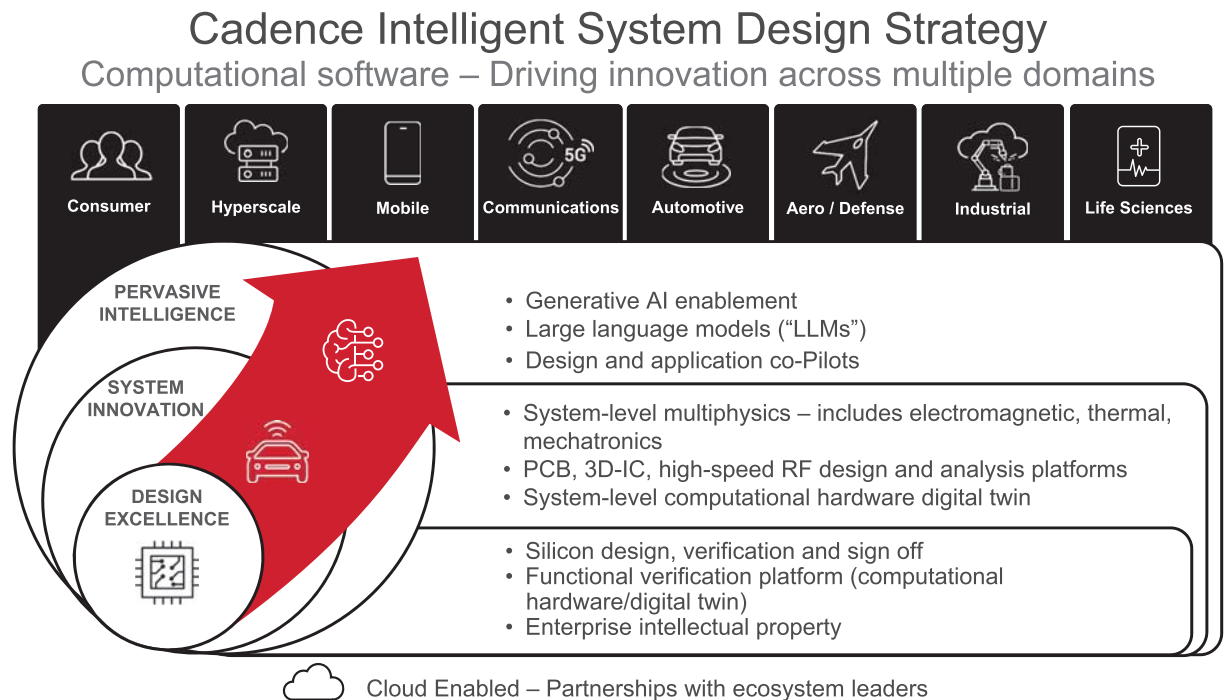 Cadence Intelligent System Design Strategy
Computational software – Driving innovation across multiple domains
Consumer
Hyperscale
Mobile
5G
Communications
Automotive
Aero / Defense
Industrial
Life Sciences
PERVASIVE
INTELLIGENCE
• Generative AI enablement
• Large language models (“LLMs”)
• Design and application co-Pilots
SYSTEM
INNOVATION
• System-level multiphysics – includes electromagnetic, thermal,
mechatronics
• PCB, 3D-IC, high-speed RF design and analysis platforms
• System-level computational hardware digital twin
DESIGN
EXCELLENCE
• Silicon design, verification and sign off
• Functional verification platform (computational
hardware/digital twin)
• Enterprise intellectual property
Cloud Enabled – Partnerships with ecosystem leaders